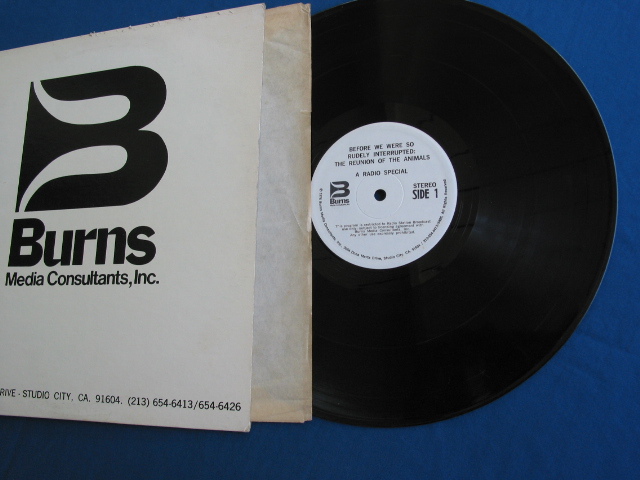 Burns
Media Consultants, Inc.
RIVE - STUDIO CITY, CA. 91604. (213) 654-6413/654-6426
BEFORE WE WERE SO
RUDELY INTERRUPTED:
THE REUNION OF THE ANIMALS
A RADIO SPECIAL
Burns
STEREO
SIDE 1